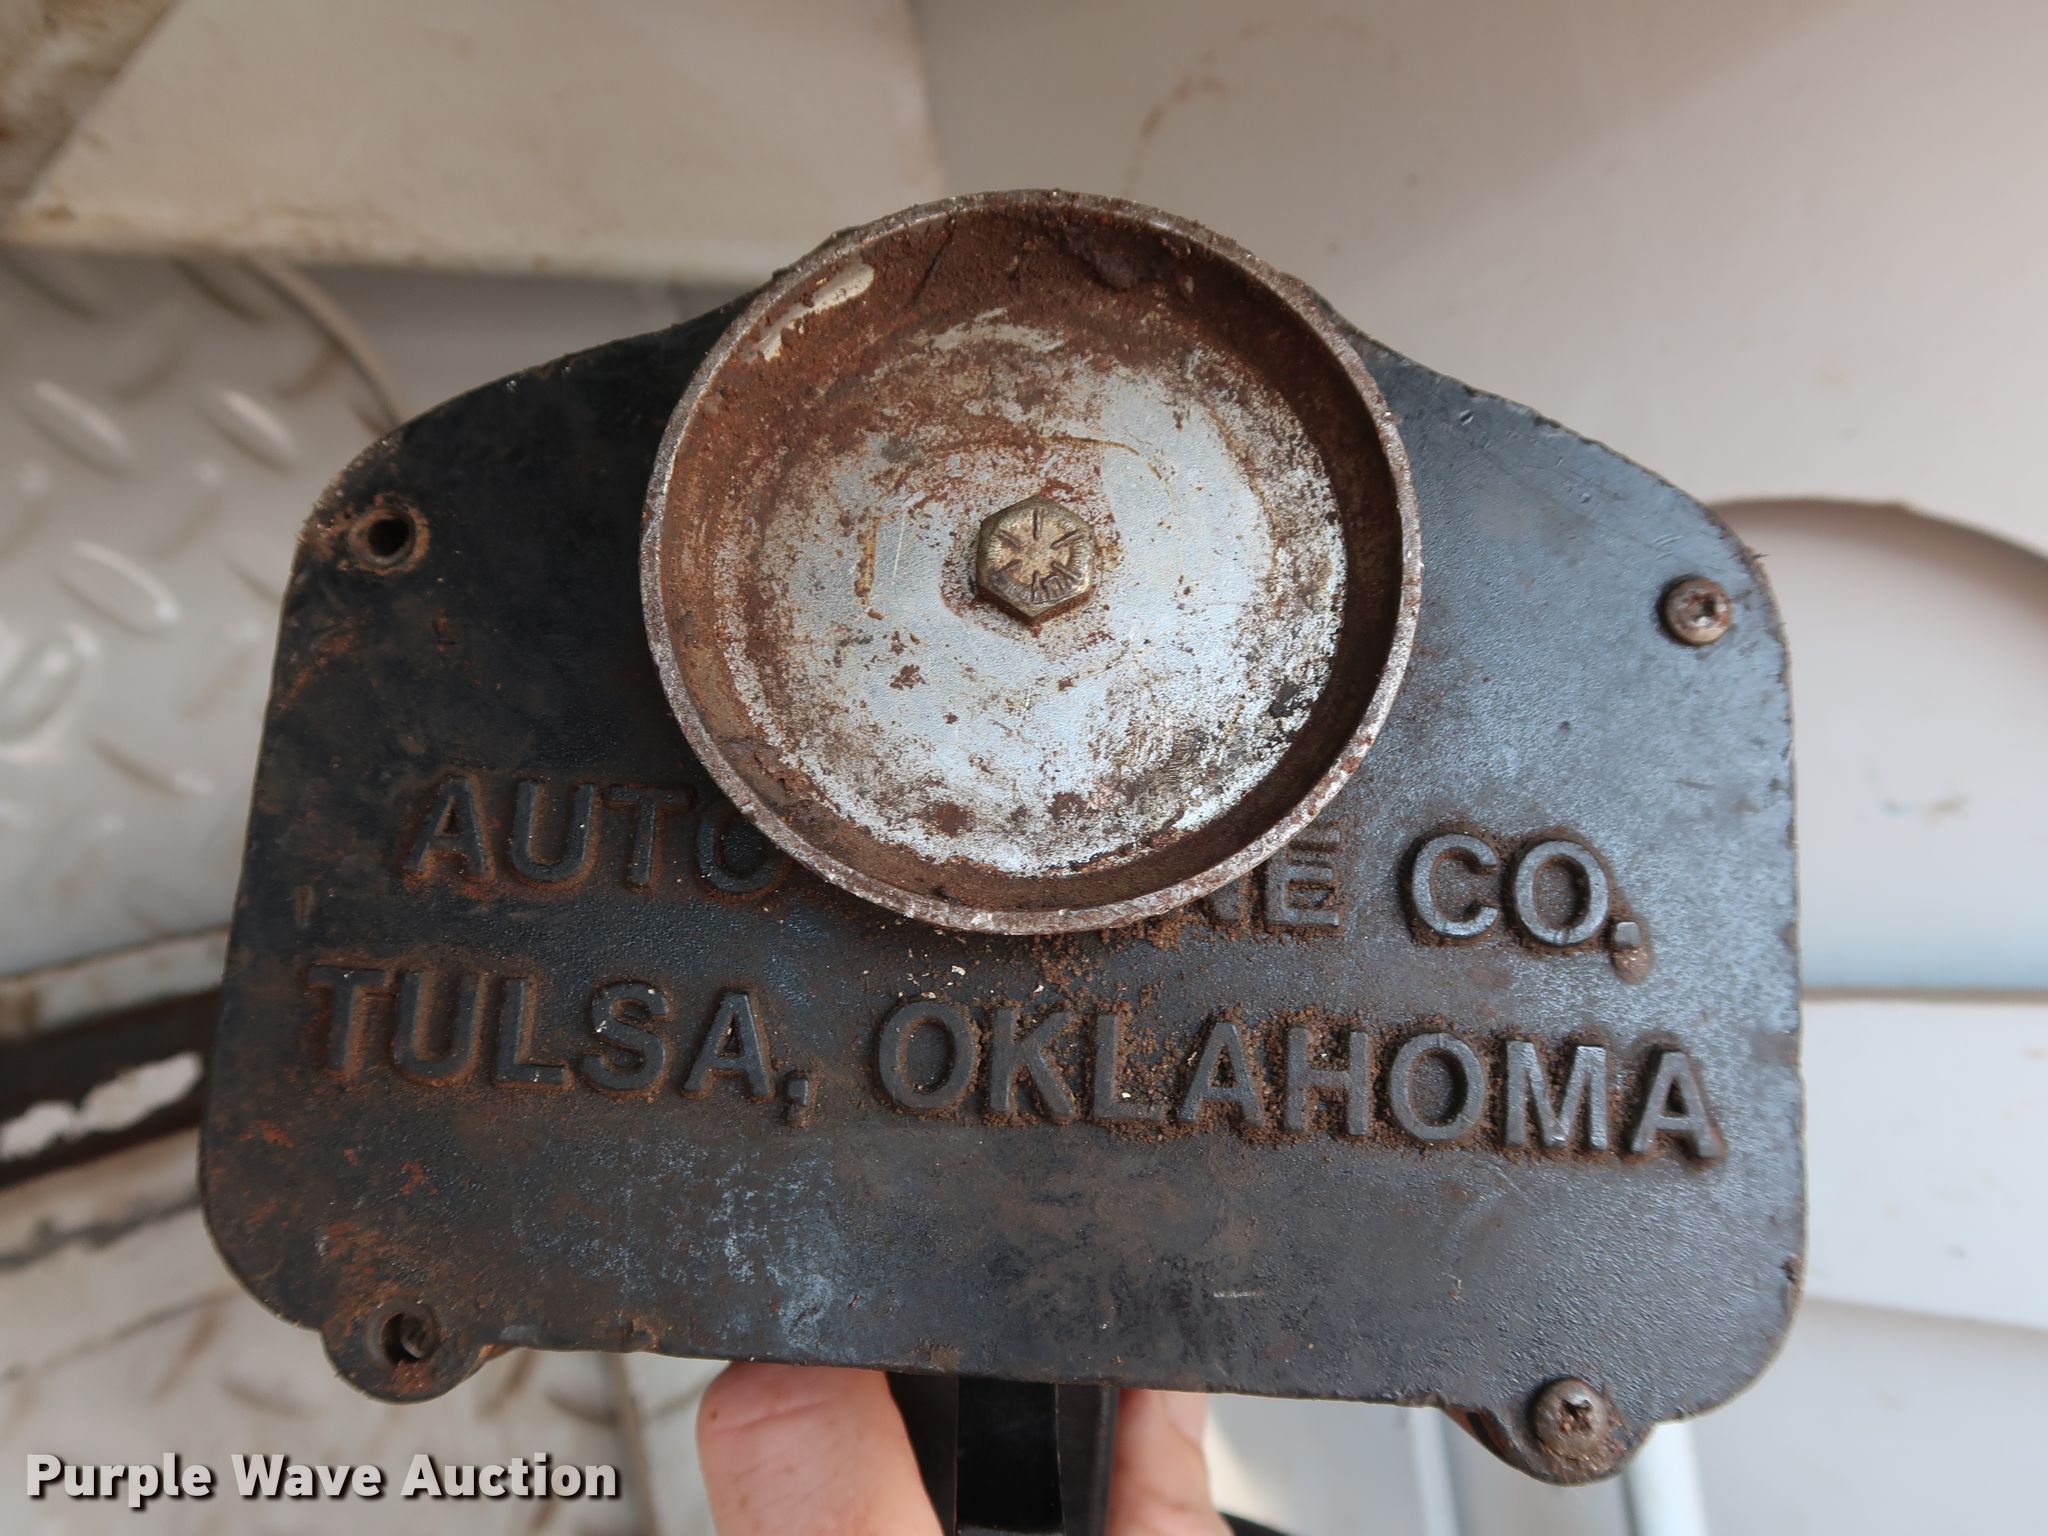 AUTO CO.
TULSA, OKLAHOMA
Purple Wave Auction